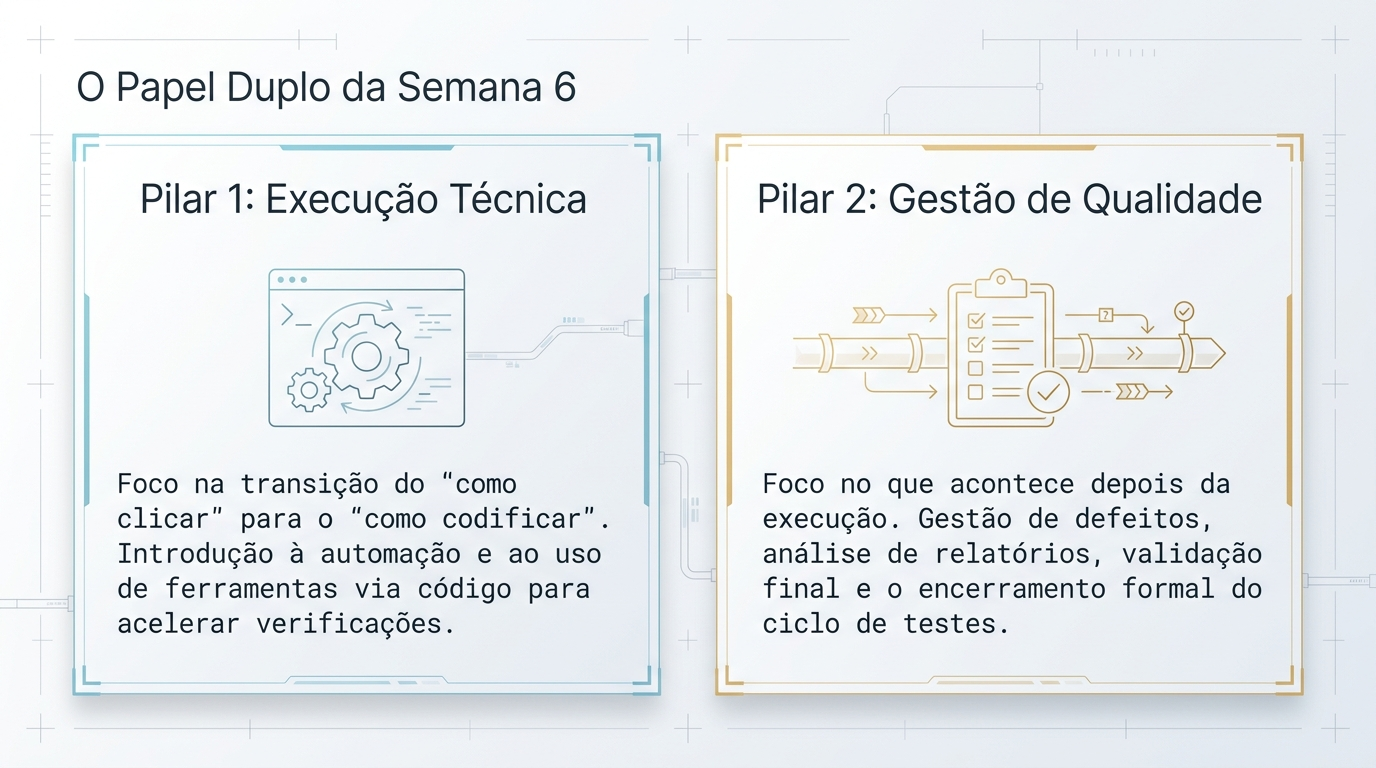 O Papel Duplo da Semana 6
Pilar 1: Execução Técnica
Foco na transição do “como
clicar” para o “como codificar”.
Introdução à automação e ao uso
de ferramentas via código para
acelerar verificações.
Pilar 2: Gestão de Qualidade
?
Foco no que acontece depois da
execução. Gestão de defeitos,
análise de relatórios, validação
final e o encerramento formal do
ciclo de testes.